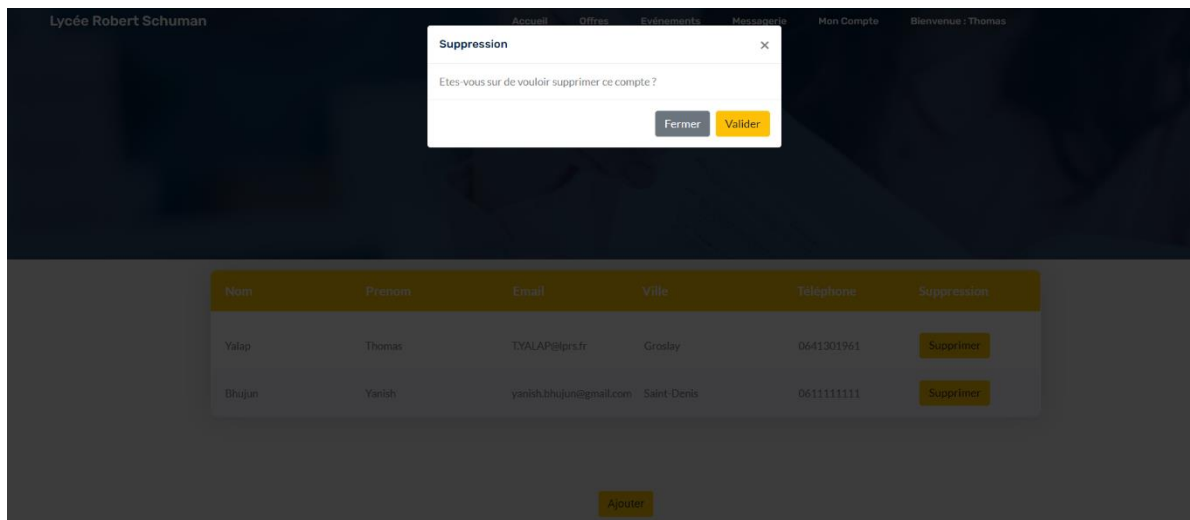 Lycée Robert Schuman Accueil Offres Evénements Messagerie Mon Compte Bienvenue : Thomas
Suppression ×
Etes-vous sur de vouloir supprimer ce compte ?
Fermer Valider
Nom Prenom Email Ville Téléphone Suppression
Yalap Thomas T.YALAP@lprs.fr Groslay 0641301961 Supprimer
Bhujun Yanish yanish.bhujun@gmail.com Saint-Denis 0611111111 Supprimer
Ajouter